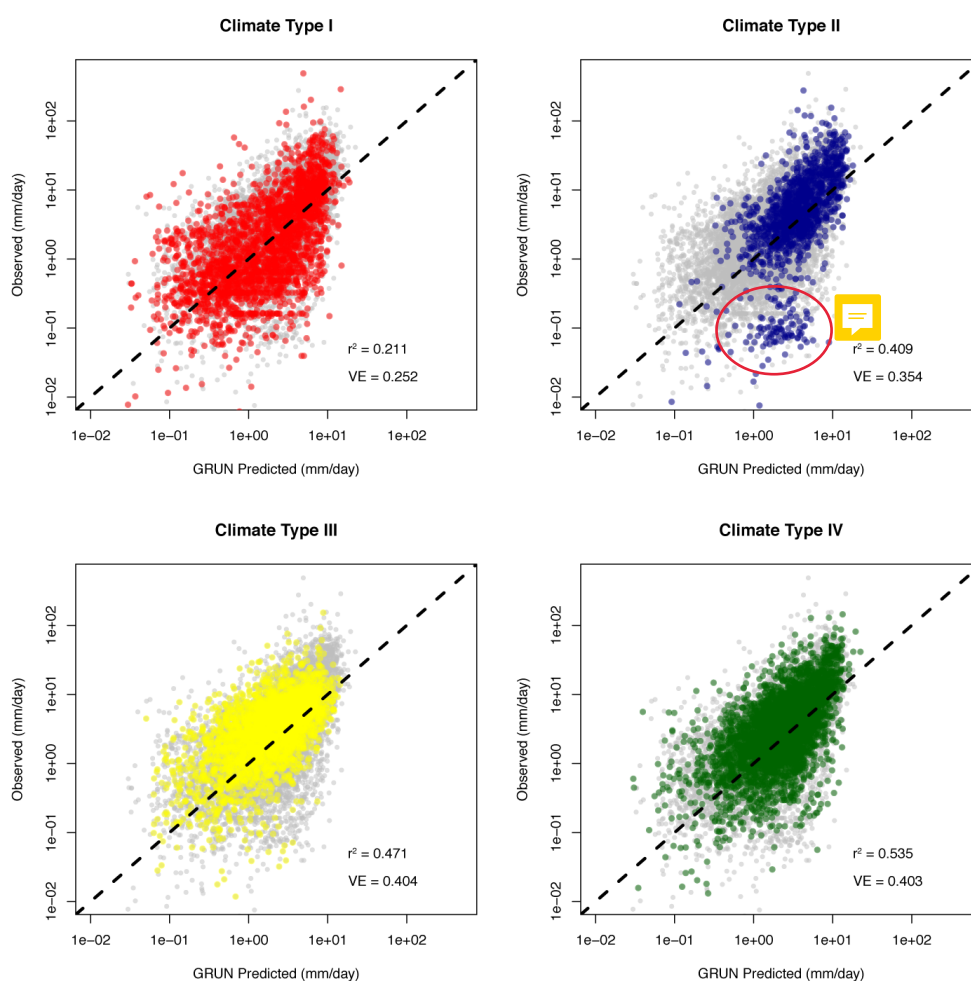 Climate Type I
Observed (mm/day)
1e+02
1e+01
1e+00
1e−01
1e−02
r² = 0.211
VE = 0.252
1e−02 1e−01 1e+00 1e+01 1e+02
GRUN Predicted (mm/day)
Climate Type II
Observed (mm/day)
1e+02
1e+01
1e+00
1e−01
1e−02
r² = 0.409
VE = 0.354
1e−02 1e−01 1e+00 1e+01 1e+02
GRUN Predicted (mm/day)
Climate Type III
Observed (mm/day)
1e+02
1e+01
1e+00
1e−01
1e−02
r² = 0.471
VE = 0.404
1e−02 1e−01 1e+00 1e+01 1e+02
GRUN Predicted (mm/day)
Climate Type IV
Observed (mm/day)
1e+02
1e+01
1e+00
1e−01
1e−02
r² = 0.535
VE = 0.403
1e−02 1e−01 1e+00 1e+01 1e+02
GRUN Predicted (mm/day)